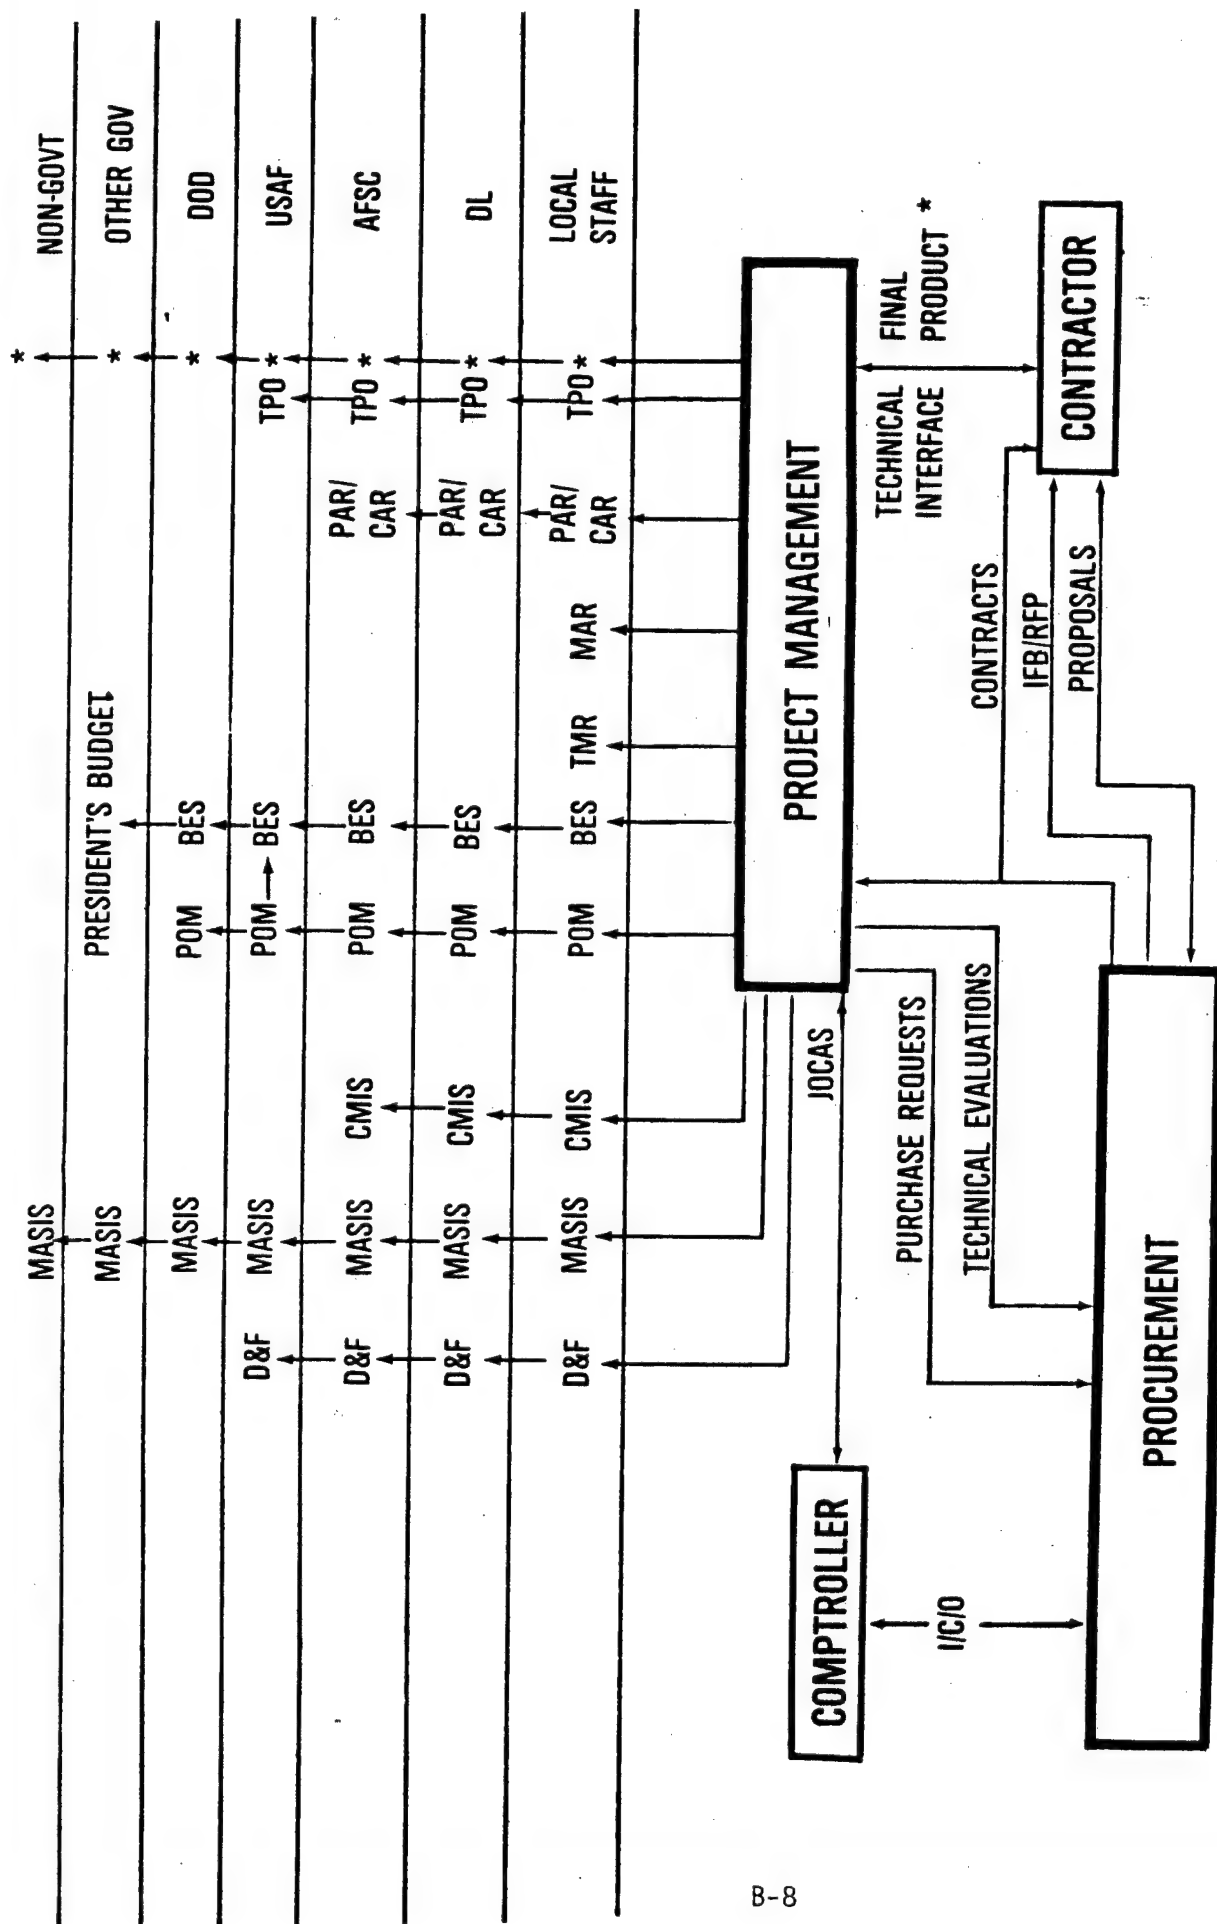 NON-GOVT
MASIS
*
OTHER GOV
MASIS
PRESIDENT'S BUDGET
*
DOD
MASIS
POM
BES
*
USAF
D&F
MASIS
POM
BES
TPO
*
AFSC
D&F
MASIS
CMIS
POM
BES
PAR/
CAR
TPO
*
DL
D&F
MASIS
CMIS
POM
BES
PAR/
CAR
TPO
*
LOCAL
STAFF
D&F
MASIS
CMIS
POM
BES
TMR
MAR
PAR/
CAR
TPO
*
PROJECT MANAGEMENT
JOCAS
COMPTROLLER
I/C/O
PURCHASE REQUESTS
TECHNICAL EVALUATIONS
TECHNICAL
INTERFACE
FINAL
PRODUCT *
CONTRACTS
IFB/RFP
PROPOSALS
CONTRACTOR
PROCUREMENT
B-8